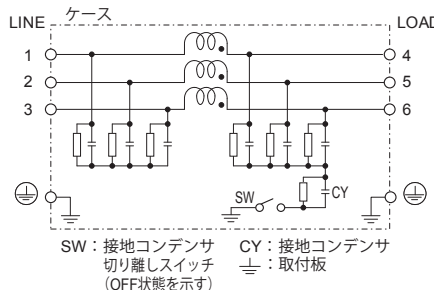 ケース
LINE
LOAD
1
4
2
5
3
6
SW
CY
SW：接地コンデンサ
切り離しスイッチ
（OFF状態を示す）
CY：接地コンデンサ
：取付板